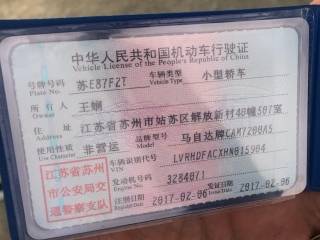 中华人民共和国机动车行驶证
Vehicle License of the People's Republic of China
号牌号码 苏E87F2T 车辆类型 小型轿车
Plate No. Vehicle Type
所有人 王娴
Owner
住址 江苏省苏州市姑苏区解放新村48幢507室
Address
使用性质 非营运 品牌型号 马自达牌CAM7200A5
Use Character Model
江苏省苏州市公安局交通警察支队
车辆识别代号 LVRHDFACXHN015904
VIN
发动机号码 3284071
Engine No.
注册日期 2017-02-06 发证日期 2017-02-06
Register Date Issue Date